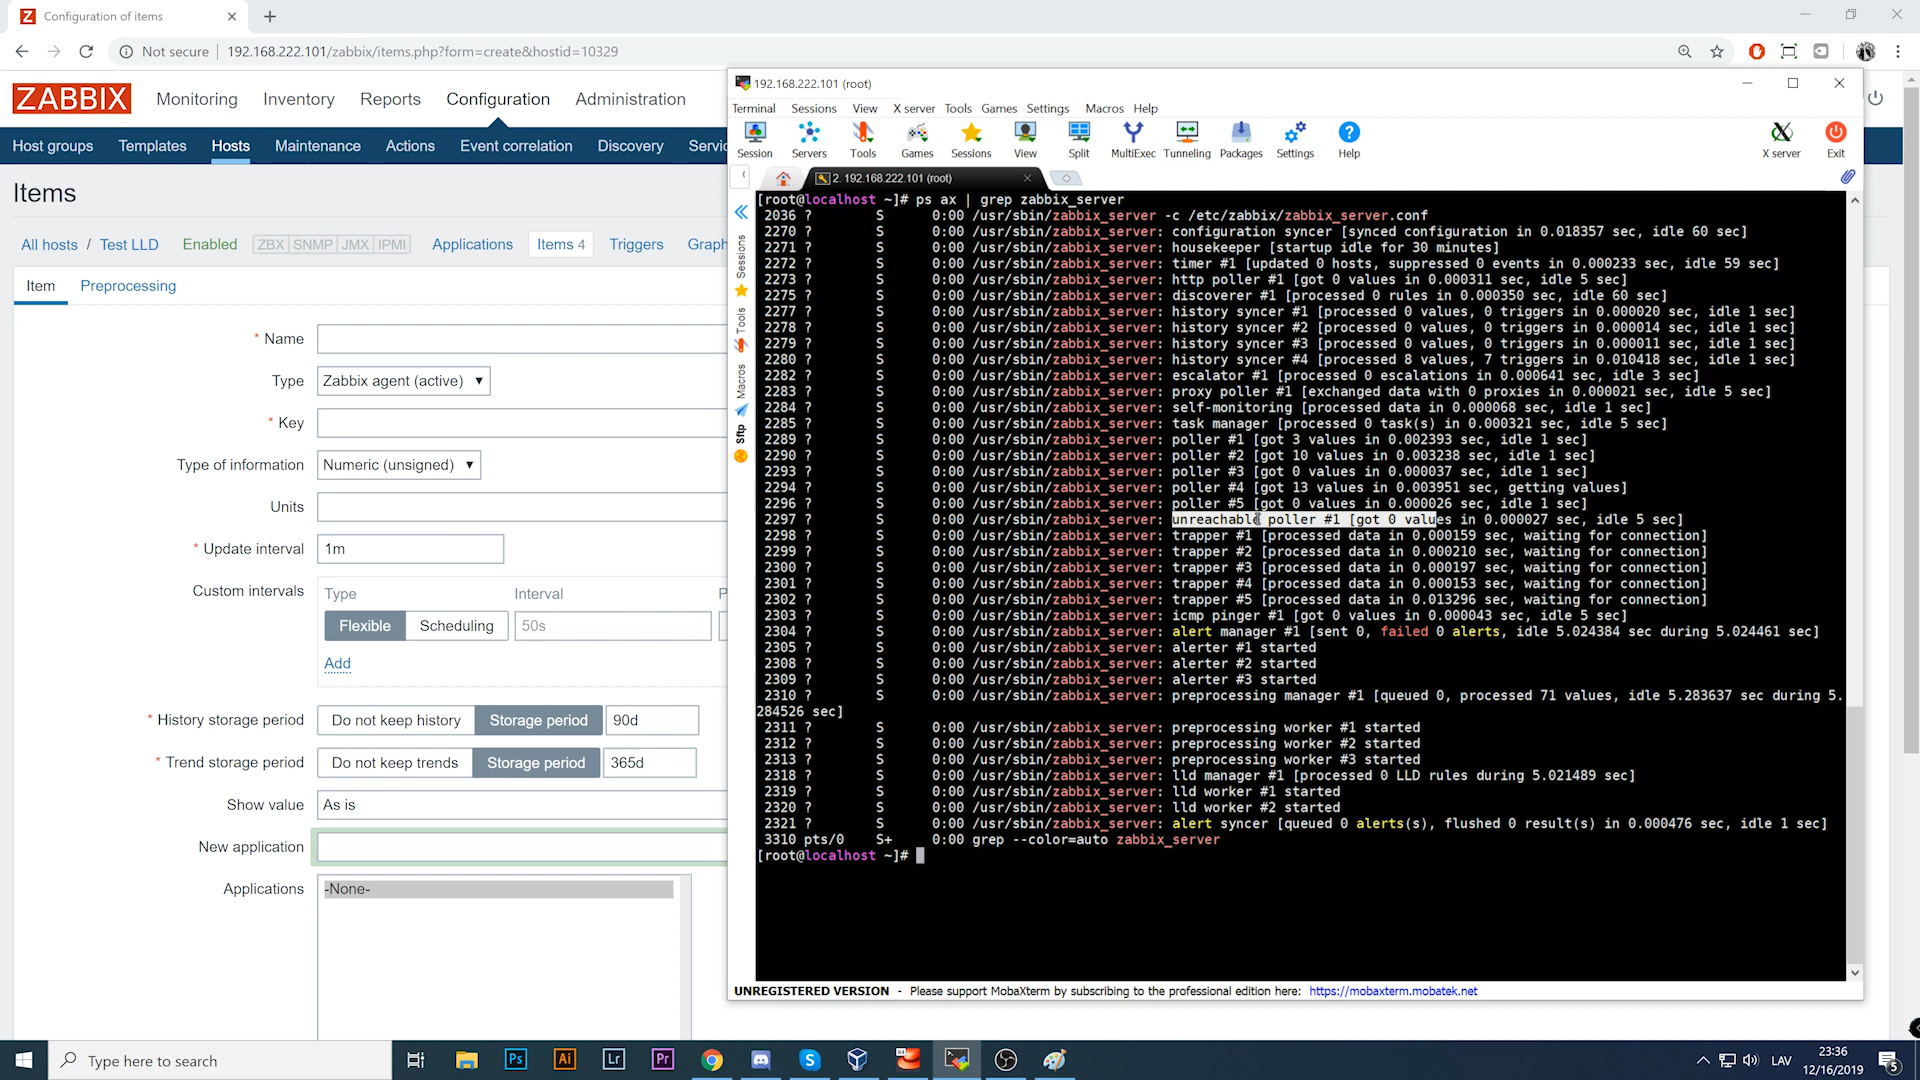 Configuration of items
Not secure
192.168.222.101/zabbix/items.php?form=create&hostid=10329
ZABBIX
Monitoring
Inventory
Reports
Configuration
Administration
Host groups
Templates
Hosts
Maintenance
Actions
Event correlation
Discovery
Servic
Items
All hosts / Test LLD
Enabled
ZBX SNMP JMX IPMI
Applications
Items 4
Triggers
Graph
Item
Preprocessing
* Name
Type
Zabbix agent (active)
* Key
Type of information
Numeric (unsigned)
Units
* Update interval
1m
Custom intervals
Type
Interval
P
Flexible
Scheduling
50s
Add
* History storage period
Do not keep history
Storage period
90d
* Trend storage period
Do not keep trends
Storage period
365d
Show value
As is
New application
Applications
-None-
192.168.222.101 (root)
Terminal Sessions View X server Tools Games Settings Macros Help
Session Servers Tools Games Sessions View Split MultiExec Tunneling Packages Settings Help
X server Exit
2. 192.168.222.101 (root)
Sessions
Tools
Macros
Sftp
[root@localhost ~]# ps ax | grep zabbix_server
2036 ? S 0:00 /usr/sbin/zabbix_server -c /etc/zabbix/zabbix_server.conf
2270 ? S 0:00 /usr/sbin/zabbix_server: configuration syncer [synced configuration in 0.018357 sec, idle 60 sec]
2271 ? S 0:00 /usr/sbin/zabbix_server: housekeeper [startup idle for 30 minutes]
2272 ? S 0:00 /usr/sbin/zabbix_server: timer #1 [updated 0 hosts, suppressed 0 events in 0.000233 sec, idle 59 sec]
2273 ? S 0:00 /usr/sbin/zabbix_server: http poller #1 [got 0 values in 0.000311 sec, idle 5 sec]
2275 ? S 0:00 /usr/sbin/zabbix_server: discoverer #1 [processed 0 rules in 0.000350 sec, idle 60 sec]
2277 ? S 0:00 /usr/sbin/zabbix_server: history syncer #1 [processed 0 values, 0 triggers in 0.000020 sec, idle 1 sec]
2278 ? S 0:00 /usr/sbin/zabbix_server: history syncer #2 [processed 0 values, 0 triggers in 0.000014 sec, idle 1 sec]
2279 ? S 0:00 /usr/sbin/zabbix_server: history syncer #3 [processed 0 values, 0 triggers in 0.000011 sec, idle 1 sec]
2280 ? S 0:00 /usr/sbin/zabbix_server: history syncer #4 [processed 8 values, 7 triggers in 0.010418 sec, idle 1 sec]
2282 ? S 0:00 /usr/sbin/zabbix_server: escalator #1 [processed 0 escalations in 0.000641 sec, idle 3 sec]
2283 ? S 0:00 /usr/sbin/zabbix_server: proxy poller #1 [exchanged data with 0 proxies in 0.000021 sec, idle 5 sec]
2284 ? S 0:00 /usr/sbin/zabbix_server: self-monitoring [processed data in 0.000068 sec, idle 1 sec]
2285 ? S 0:00 /usr/sbin/zabbix_server: task manager [processed 0 task(s) in 0.000321 sec, idle 5 sec]
2289 ? S 0:00 /usr/sbin/zabbix_server: poller #1 [got 3 values in 0.002393 sec, idle 1 sec]
2290 ? S 0:00 /usr/sbin/zabbix_server: poller #2 [got 10 values in 0.003238 sec, idle 1 sec]
2293 ? S 0:00 /usr/sbin/zabbix_server: poller #3 [got 0 values in 0.000037 sec, idle 1 sec]
2294 ? S 0:00 /usr/sbin/zabbix_server: poller #4 [got 13 values in 0.003951 sec, getting values]
2296 ? S 0:00 /usr/sbin/zabbix_server: poller #5 [got 0 values in 0.000026 sec, idle 1 sec]
2297 ? S 0:00 /usr/sbin/zabbix_server: unreachable poller #1 [got 0 values in 0.000027 sec, idle 5 sec]
2298 ? S 0:00 /usr/sbin/zabbix_server: trapper #1 [processed data in 0.000159 sec, waiting for connection]
2299 ? S 0:00 /usr/sbin/zabbix_server: trapper #2 [processed data in 0.000210 sec, waiting for connection]
2300 ? S 0:00 /usr/sbin/zabbix_server: trapper #3 [processed data in 0.000197 sec, waiting for connection]
2301 ? S 0:00 /usr/sbin/zabbix_server: trapper #4 [processed data in 0.000153 sec, waiting for connection]
2302 ? S 0:00 /usr/sbin/zabbix_server: trapper #5 [processed data in 0.013296 sec, waiting for connection]
2303 ? S 0:00 /usr/sbin/zabbix_server: icmp pinger #1 [got 0 values in 0.000043 sec, idle 5 sec]
2304 ? S 0:00 /usr/sbin/zabbix_server: alert manager #1 [sent 0, failed 0 alerts, idle 5.024384 sec during 5.024461 sec]
2305 ? S 0:00 /usr/sbin/zabbix_server: alerter #1 started
2308 ? S 0:00 /usr/sbin/zabbix_server: alerter #2 started
2309 ? S 0:00 /usr/sbin/zabbix_server: alerter #3 started
2310 ? S 0:00 /usr/sbin/zabbix_server: preprocessing manager #1 [queued 0, processed 71 values, idle 5.283637 sec during 5.
284526 sec]
2311 ? S 0:00 /usr/sbin/zabbix_server: preprocessing worker #1 started
2312 ? S 0:00 /usr/sbin/zabbix_server: preprocessing worker #2 started
2313 ? S 0:00 /usr/sbin/zabbix_server: preprocessing worker #3 started
2318 ? S 0:00 /usr/sbin/zabbix_server: lld manager #1 [processed 0 LLD rules during 5.021489 sec]
2319 ? S 0:00 /usr/sbin/zabbix_server: lld worker #1 started
2320 ? S 0:00 /usr/sbin/zabbix_server: lld worker #2 started
2321 ? S 0:00 /usr/sbin/zabbix_server: alert syncer [queued 0 alerts(s), flushed 0 result(s) in 0.000476 sec, idle 1 sec]
3310 pts/0 S+ 0:00 grep --color=auto zabbix_server
[root@localhost ~]#
UNREGISTERED VERSION - Please support MobaXterm by subscribing to the professional edition here: https://mobaxterm.mobatek.net
Type here to search
Ps
Ai
Lr
Pr
64
LAV
23:36
12/16/2019
5